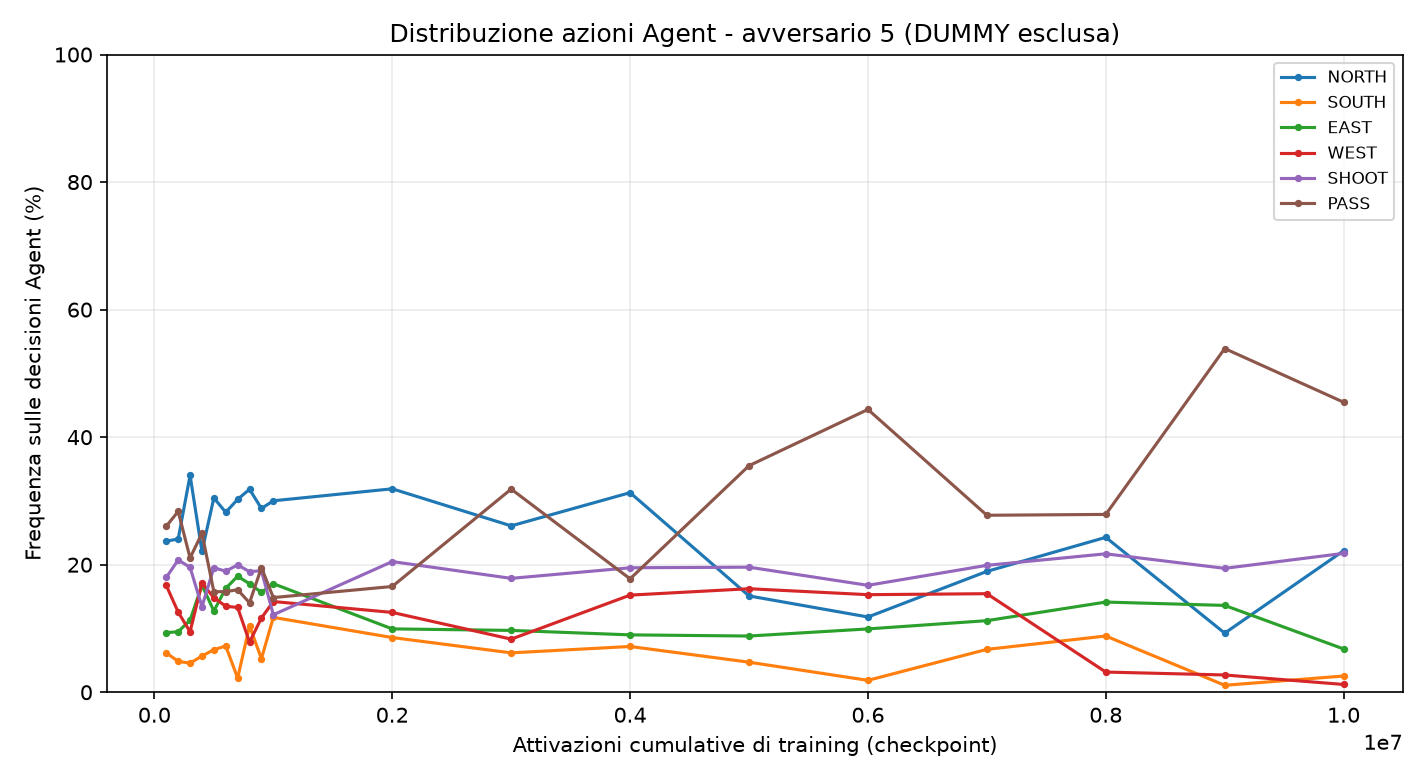 Distribuzione azioni Agent - avversario 5 (DUMMY esclusa)
100
80
60
40
20
0
Frequenza sulle decisioni Agent (%)
NORTH
SOUTH
EAST
WEST
SHOOT
PASS
0.0
0.2
0.4
0.6
0.8
1.0
1e7
Attivazioni cumulative di training (checkpoint)